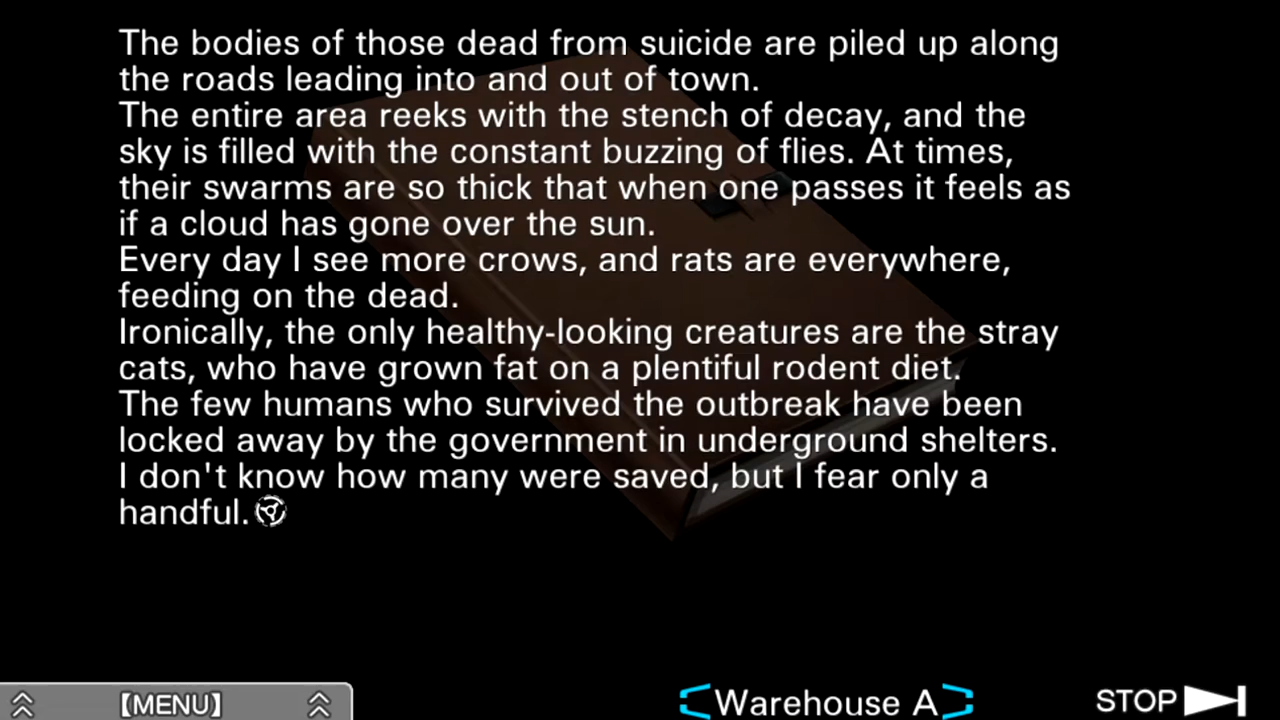 The bodies of those dead from suicide are piled up along
the roads leading into and out of town.
The entire area reeks with the stench of decay, and the
sky is filled with the constant buzzing of flies. At times,
their swarms are so thick that when one passes it feels as
if a cloud has gone over the sun.
Every day I see more crows, and rats are everywhere,
feeding on the dead.
Ironically, the only healthy-looking creatures are the stray
cats, who have grown fat on a plentiful rodent diet.
The few humans who survived the outbreak have been
locked away by the government in underground shelters.
I don't know how many were saved, but I fear only a
handful.
【MENU】
Warehouse A
STOP